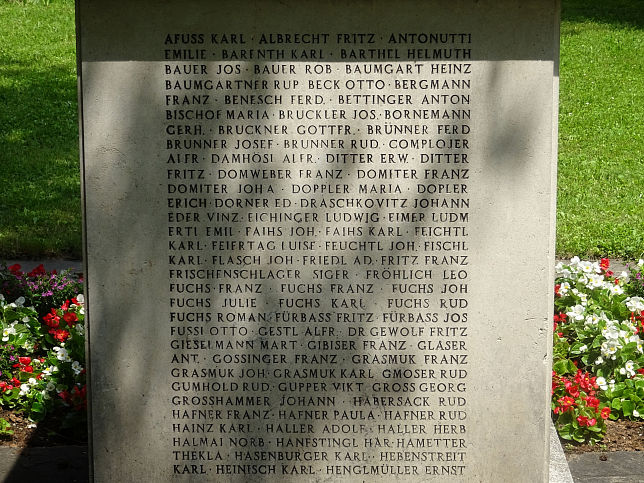 AFUSS KARL · ALBRECHT FRITZ · ANTONUTTI
EMILIE · BARENTH KARL · BARTHEL HELMUTH
BAUER JOS · BAUER ROB · BAUMGART HEINZ
BAUMGARTNER RUP · BECK OTTO · BERGMANN
FRANZ · BENESCH FERD. · BETTINGER ANTON
BISCHOF MARIA · BRUCKLER JOS. BORNEMANN
GERH. · BRUCKNER GOTTFR. · BRÜNNER FERD
BRUNNER JOSEF · BRUNNER RUD. COMPLOJER
ALFR · DAMHÖSL ALFR. · DITTER ERW. · DITTER
FRITZ · DOMWEBER FRANZ · DOMITER FRANZ
DOMITER JOHA · DOPPLER MARIA · DOPLER
ERICH · DORNER ED · DRASCHKOVITZ JOHANN
EDER VINZ · EICHINGER LUDWIG · EIMER LUDM
ERTL EMIL · FAIHS JOH. · FAIHS KARL · FEICHTL
KARL · FEIERTAG LUISE · FEUCHTL JOH. · FISCHL
KARL · FLASCH JOH · FRIEDL AD. · FRITZ FRANZ
FRISCHENSCHLAGER SIGFR · FRÖHLICH LEO
FUCHS FRANZ · FUCHS FRANZ · FUCHS JOH
FUCHS JULIE · FUCHS KARL · FUCHS RUD
FUCHS ROMAN · FÜRBASS FRITZ · FÜRBASS JOS
FUSSI OTTO · GESTL ALFR · DR GEWOLF FRITZ
GIESELMANN MART · GIBISER FRANZ · GLASER
ANT. · GOSSINGER FRANZ · GRASMUK FRANZ
GRASMUK JOH. GRASMUK KARL · GMOSER RUD
GUMHOLD RUD. · GUPPER VIKT · GROSS GEORG
GROSSHAMMER JOHANN · HABERSACK RUD
HAFNER FRANZ · HAFNER PAULA · HAFNER RUD
HAINZ KARL · HALLER ADOLF · HALLER HERB
HALMAI NORB · HANFSTINGL HAR · HAMETTER
THEKLA · HASENBURGER KARL · HEBENSTREIT
KARL · HEINISCH KARL · HENGLMÜLLER ERNST